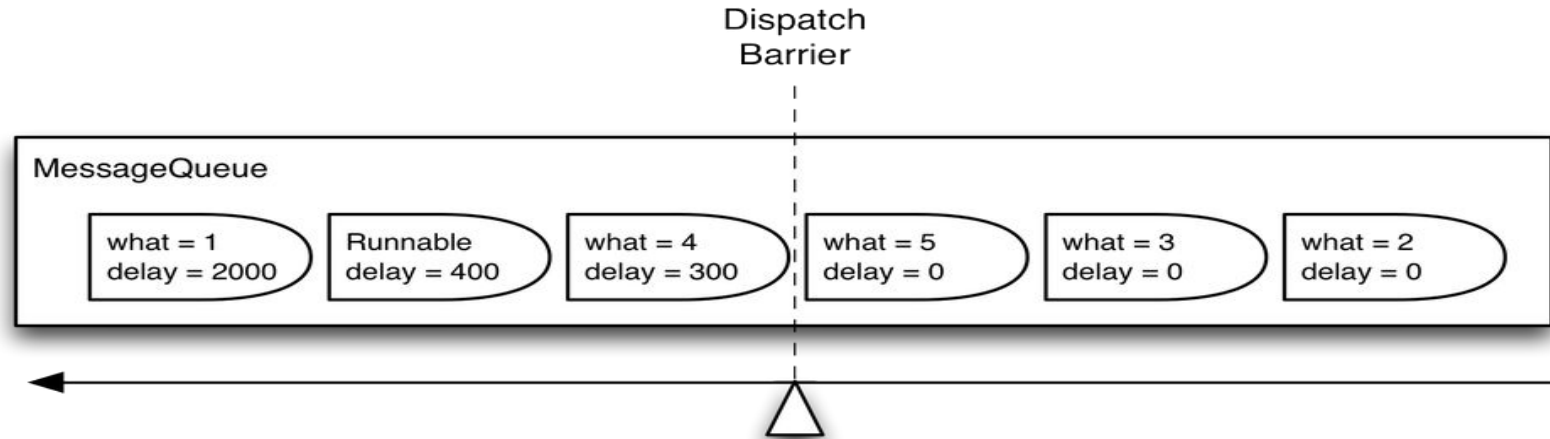 Dispatch
Barrier
MessageQueue
what = 1
delay = 2000
Runnable
delay = 400
what = 4
delay = 300
what = 5
delay = 0
what = 3
delay = 0
what = 2
delay = 0